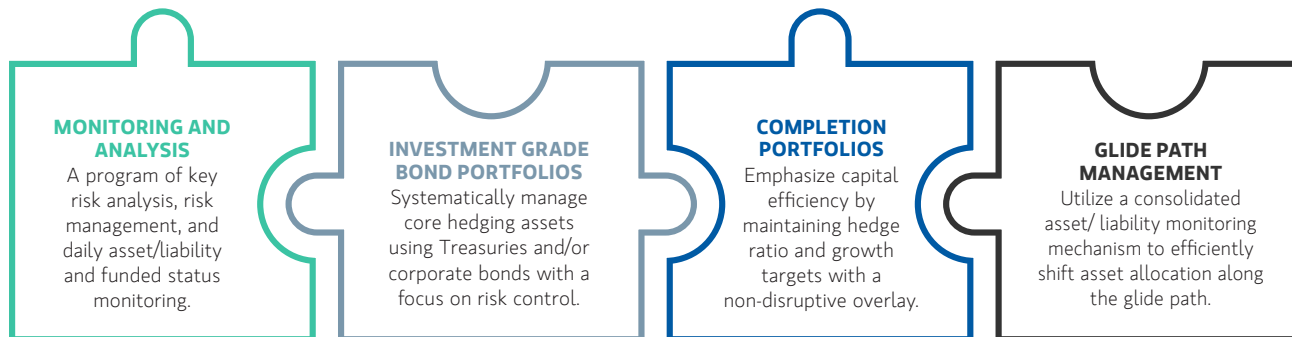 MONITORING AND
ANALYSIS
A program of key
risk analysis, risk
management, and
daily asset/liability
and funded status
monitoring.
INVESTMENT GRADE
BOND PORTFOLIOS
Systematically manage
core hedging assets
using Treasuries and/or
corporate bonds with a
focus on risk control.
COMPLETION
PORTFOLIOS
Emphasize capital
efficiency by
maintaining hedge
ratio and growth
targets with a
non-disruptive overlay.
GLIDE PATH
MANAGEMENT
Utilize a consolidated
asset/ liability monitoring
mechanism to efficiently
shift asset allocation along
the glide path.